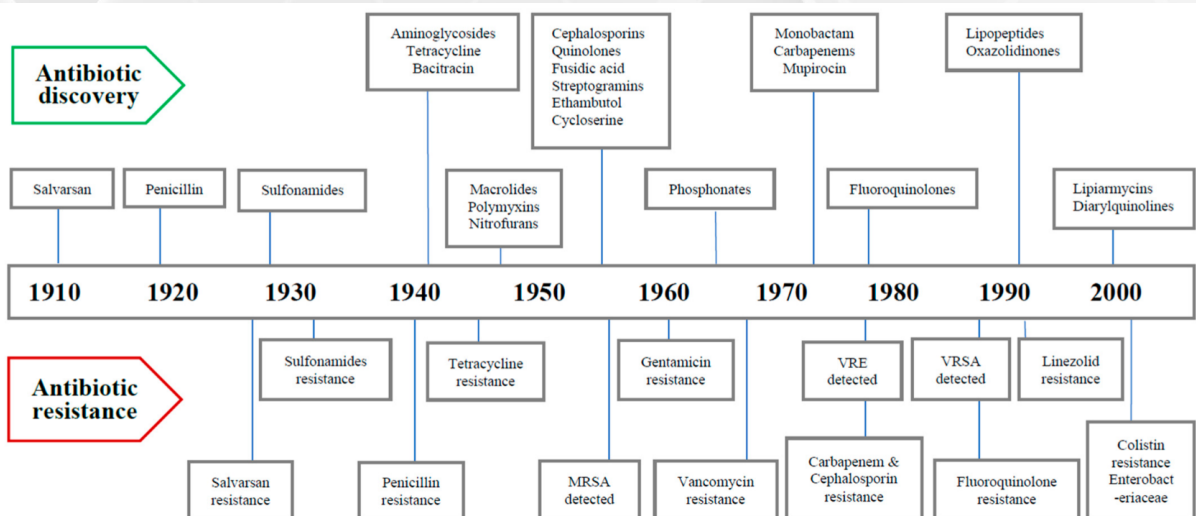 Antibiotic
discovery
Aminoglycosides
Tetracycline
Bacitracin
Cephalosporins
Quinolones
Fusidic acid
Streptogramins
Ethambutol
Cycloserine
Monobactam
Carbapenems
Mupirocin
Lipopeptides
Oxazolidinones
Salvarsan
Penicillin
Sulfonamides
Macrolides
Polymyxins
Nitrofurans
Phosphonates
Fluoroquinolones
Lipiarmycins
Diarylquinolines
1910 1920 1930 1940 1950 1960 1970 1980 1990 2000
Antibiotic
resistance
Sulfonamides
resistance
Tetracycline
resistance
Gentamicin
resistance
VRE
detected
VRSA
detected
Linezolid
resistance
Salvarsan
resistance
Penicillin
resistance
MRSA
detected
Vancomycin
resistance
Carbapenem &
Cephalosporin
resistance
Fluoroquinolone
resistance
Colistin
resistance
Enterobact
-eriaceae